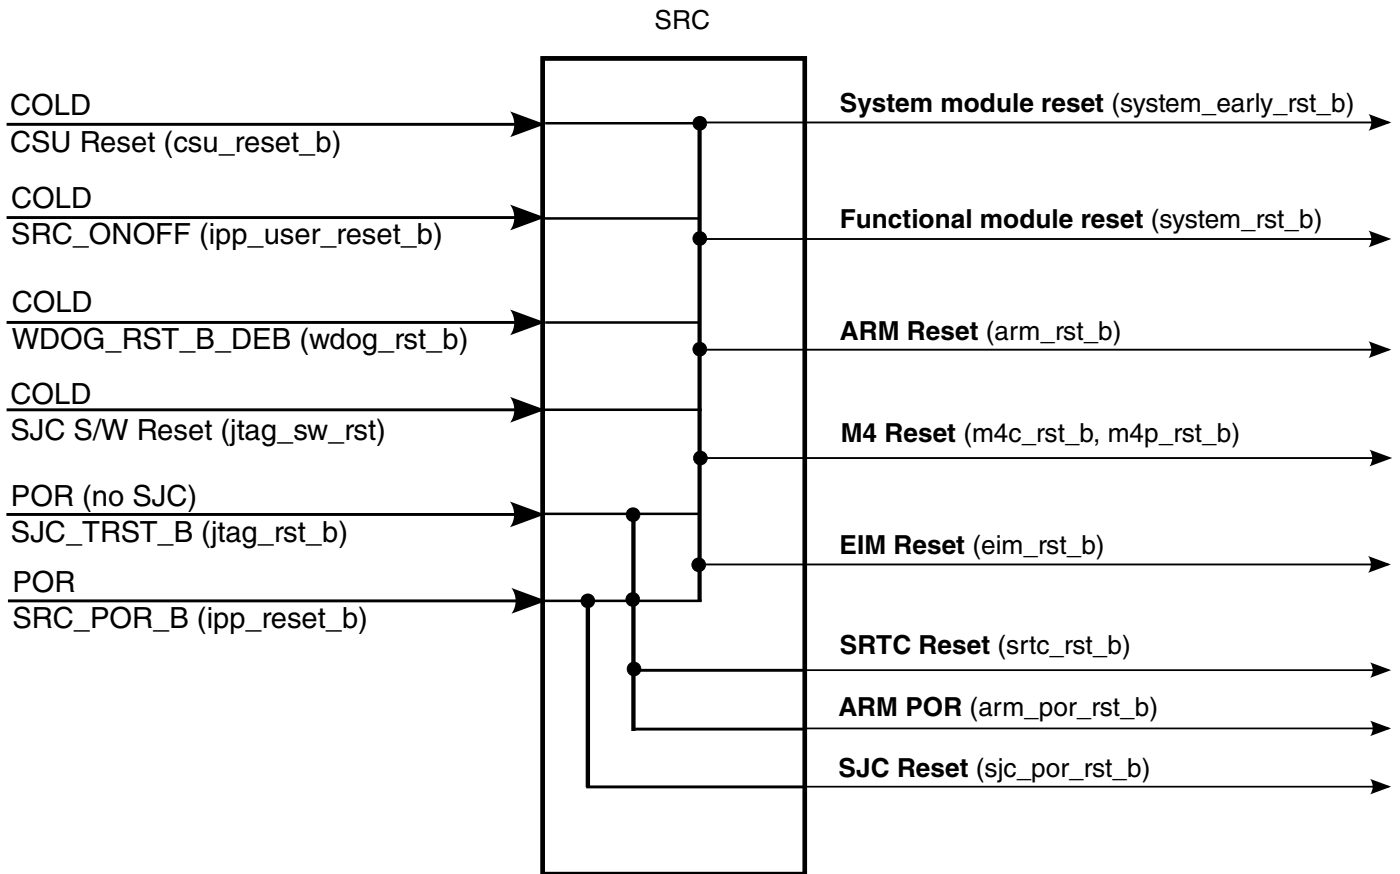 SRC
COLD
CSU Reset (csu_reset_b)
COLD
SRC_ONOFF (ipp_user_reset_b)
COLD
WDOG_RST_B_DEB (wdog_rst_b)
COLD
SJC S/W Reset (jtag_sw_rst)
POR (no SJC)
SJC_TRST_B (jtag_rst_b)
POR
SRC_POR_B (ipp_reset_b)
System module reset (system_early_rst_b)
Functional module reset (system_rst_b)
ARM Reset (arm_rst_b)
M4 Reset (m4c_rst_b, m4p_rst_b)
EIM Reset (eim_rst_b)
SRTC Reset (srtc_rst_b)
ARM POR (arm_por_rst_b)
SJC Reset (sjc_por_rst_b)